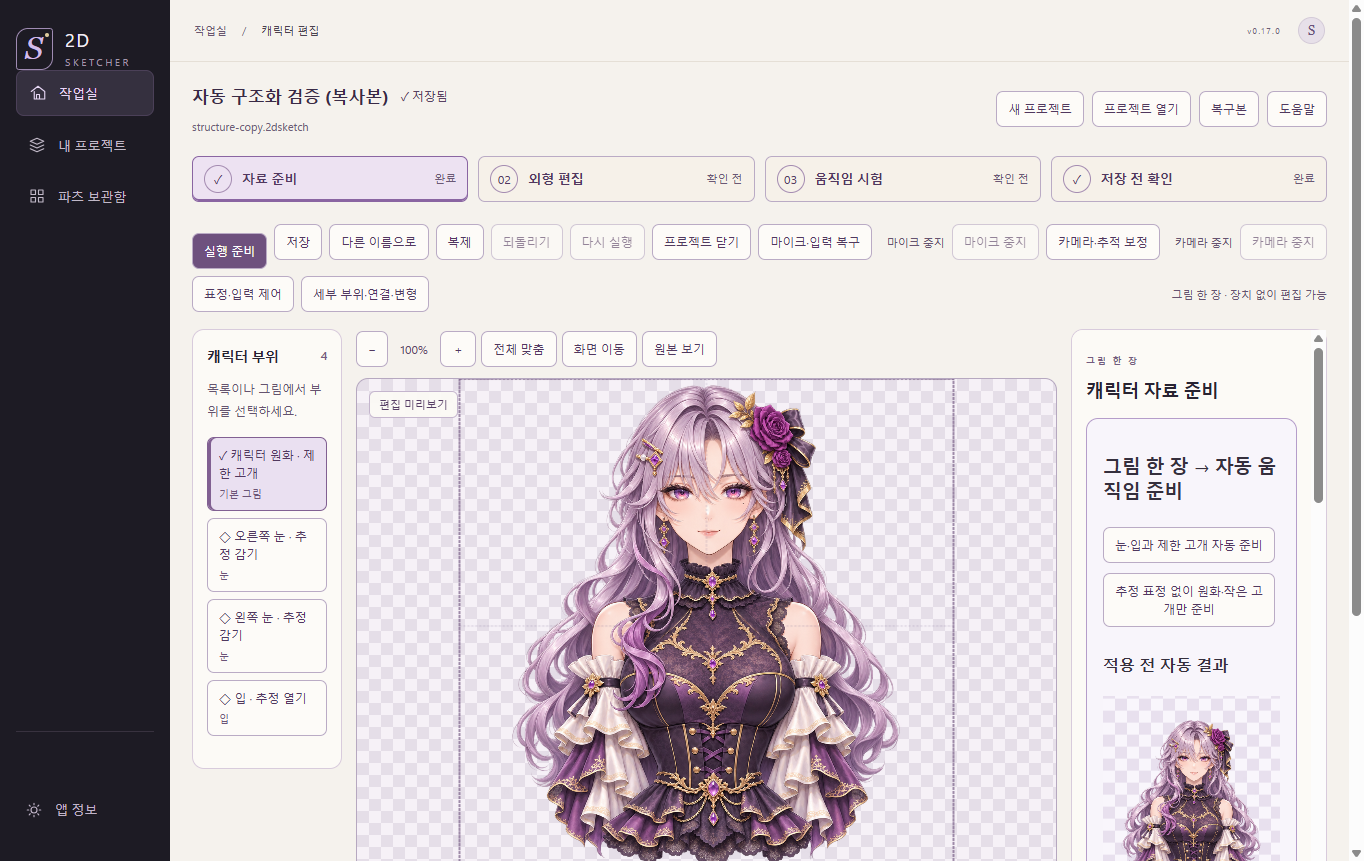 S
2D
SKETCHER
작업실
내 프로젝트
파츠 보관함
앱 정보
작업실 / 캐릭터 편집
v0.17.0
S
자동 구조화 검증 (복사본)
✓ 저장됨
structure-copy.2dsketch
새 프로젝트
프로젝트 열기
복구본
도움말
✓ 자료 준비 완료
02 외형 편집 확인 전
03 움직임 시험 확인 전
✓ 저장 전 확인 완료
실행 준비
저장
다른 이름으로
복제
되돌리기
다시 실행
프로젝트 닫기
마이크·입력 복구
마이크 중지
마이크 중지
카메라·추적 보정
카메라 중지
카메라 중지
표정·입력 제어
세부 부위·연결·변형
그림 한 장 · 장치 없이 편집 가능
캐릭터 부위 4
목록이나 그림에서 부
위를 선택하세요.
✓ 캐릭터 원화 · 제
한 고개
기본 그림
◇ 오른쪽 눈 · 추
정 감기
눈
◇ 왼쪽 눈 · 추정
감기
눈
◇ 입 · 추정 열기
입
−
100%
+
전체 맞춤
화면 이동
원본 보기
편집 미리보기
그림 한 장
캐릭터 자료 준비
그림 한 장 → 자동 움
직임 준비
눈·입과 제한 고개 자동 준비
추정 표정 없이 원화·작은 고
개만 준비
적용 전 자동 결과